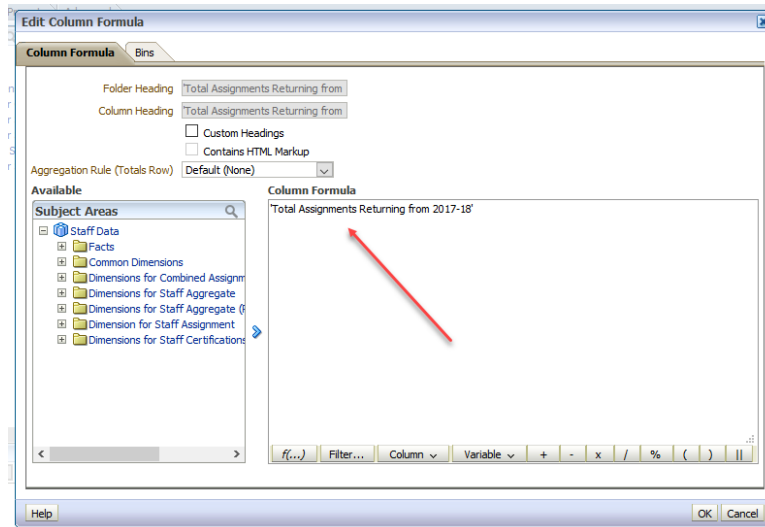 Edit Column Formula
Column Formula Bins
Folder Heading 'Total Assignments Returning from
Column Heading 'Total Assignments Returning from
Custom Headings
Contains HTML Markup
Aggregation Rule (Totals Row) Default (None)
Available Column Formula
Subject Areas
'Total Assignments Returning from 2017-18'
Staff Data
Facts
Common Dimensions
Dimensions for Combined Assignm
Dimensions for Staff Aggregate
Dimensions for Staff Aggregate (
Dimension for Staff Assignment
Dimensions for Staff Certifications
f(...) Filter... Column Variable + - x / % ( ) ||
Help OK Cancel